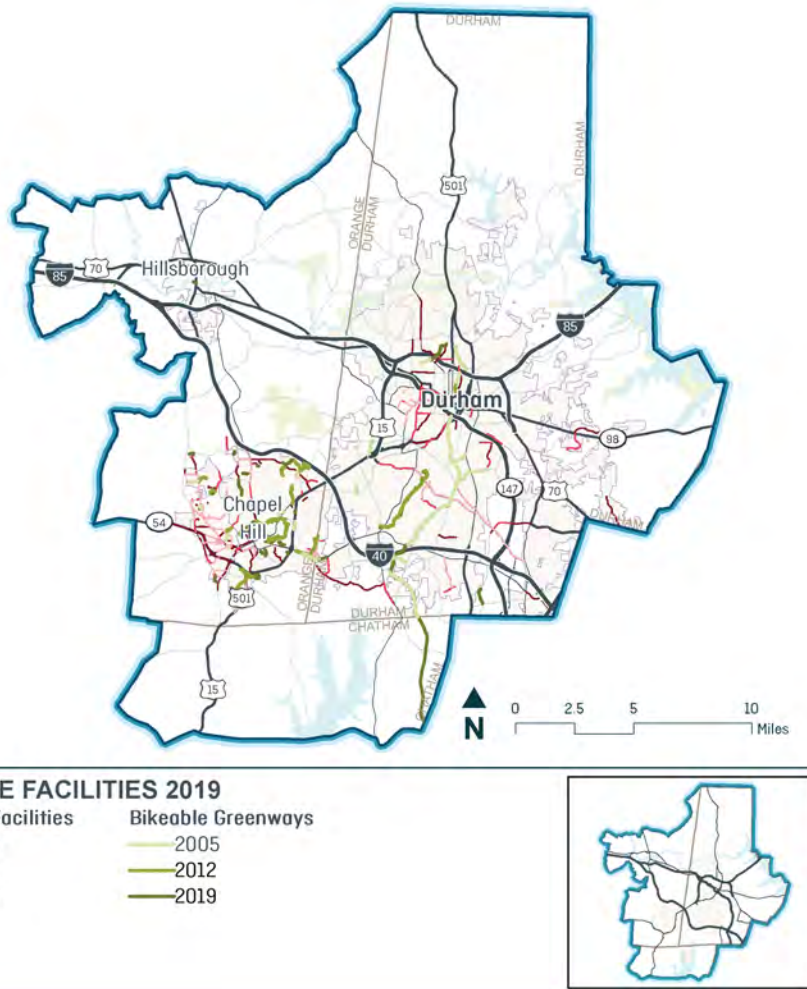 DURHAM
DURHAM
501
ORANGE
DURHAM
70
Hillsborough
85
85
Durham
15
98
147
70
DURHAM
Chapel
Hill
54
40
501
ORANGE
DURHAM
DURHAM
CHATHAM
15
CHATHAM
N
0 2.5 5 10
Miles
E FACILITIES 2019
acilities Bikeable Greenways
2005
2012
2019